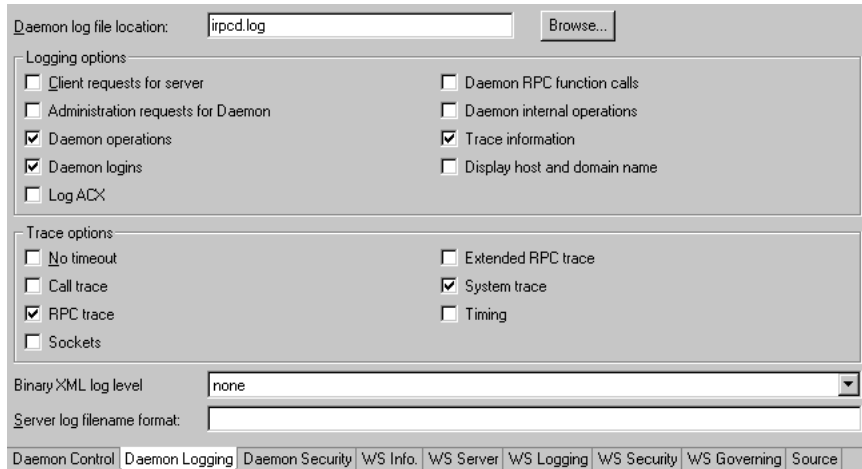 Daemon log file location: irpcd.log Browse...
Logging options
Client requests for server Daemon RPC function calls
Administration requests for Daemon Daemon internal operations
Daemon operations Trace information
Daemon logins Display host and domain name
Log ACX
Trace options
No timeout Extended RPC trace
Call trace System trace
RPC trace Timing
Sockets
Binary XML log level none
Server log filename format:
Daemon Control Daemon Logging Daemon Security WS Info. WS Server WS Logging WS Security WS Governing Source